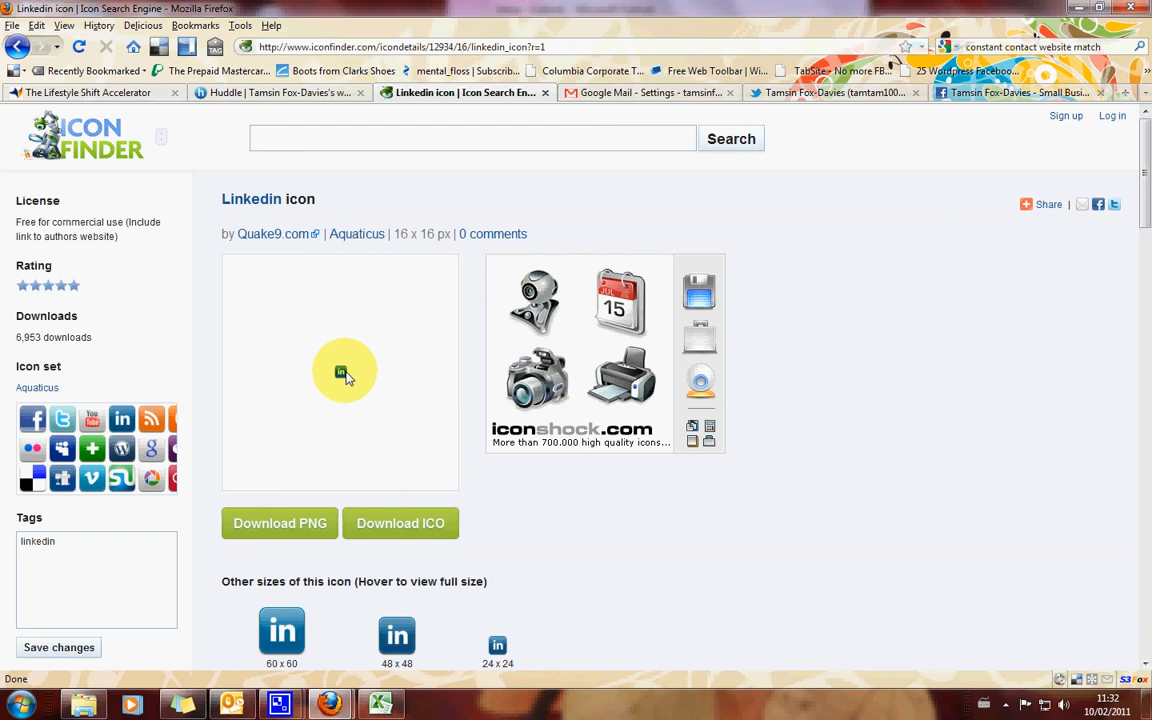 Linkedin icon | Icon Search Engine - Mozilla Firefox
File Edit View History Delicious Bookmarks Tools Help
http://www.iconfinder.com/icondetails/12934/16/linkedin_icon?r=1
constant contact website match
Recently Bookmarked
The Prepaid Mastercar...
Boots from Clarks Shoes
mental_floss | Subscrib...
Columbia Corporate T...
Free Web Toolbar | Wi...
TabSite: No more FB...
25 Wordpress Faceboo...
The Lifestyle Shift Accelerator
Huddle | Tamsin Fox-Davies's w...
Linkedin icon | Icon Search En...
Google Mail - Settings - tamsinf...
Tamsin Fox-Davies (tamtam100...
Tamsin Fox-Davies - Small Busi...
Sign up Log in
ICON
FINDER
Search
License
Free for commercial use (Include
link to authors website)
Rating
Downloads
6,953 downloads
Icon set
Aquaticus
Tags
linkedin
Save changes
Linkedin icon
Share |
by Quake9.com | Aquaticus | 16 x 16 px | 0 comments
in
JUL
15
iconshock.com
More than 700.000 high quality icons...
Download PNG Download ICO
Other sizes of this icon (Hover to view full size)
in in in
60 x 60 48 x 48 24 x 24
Done
S3Fox
11:32
10/02/2011